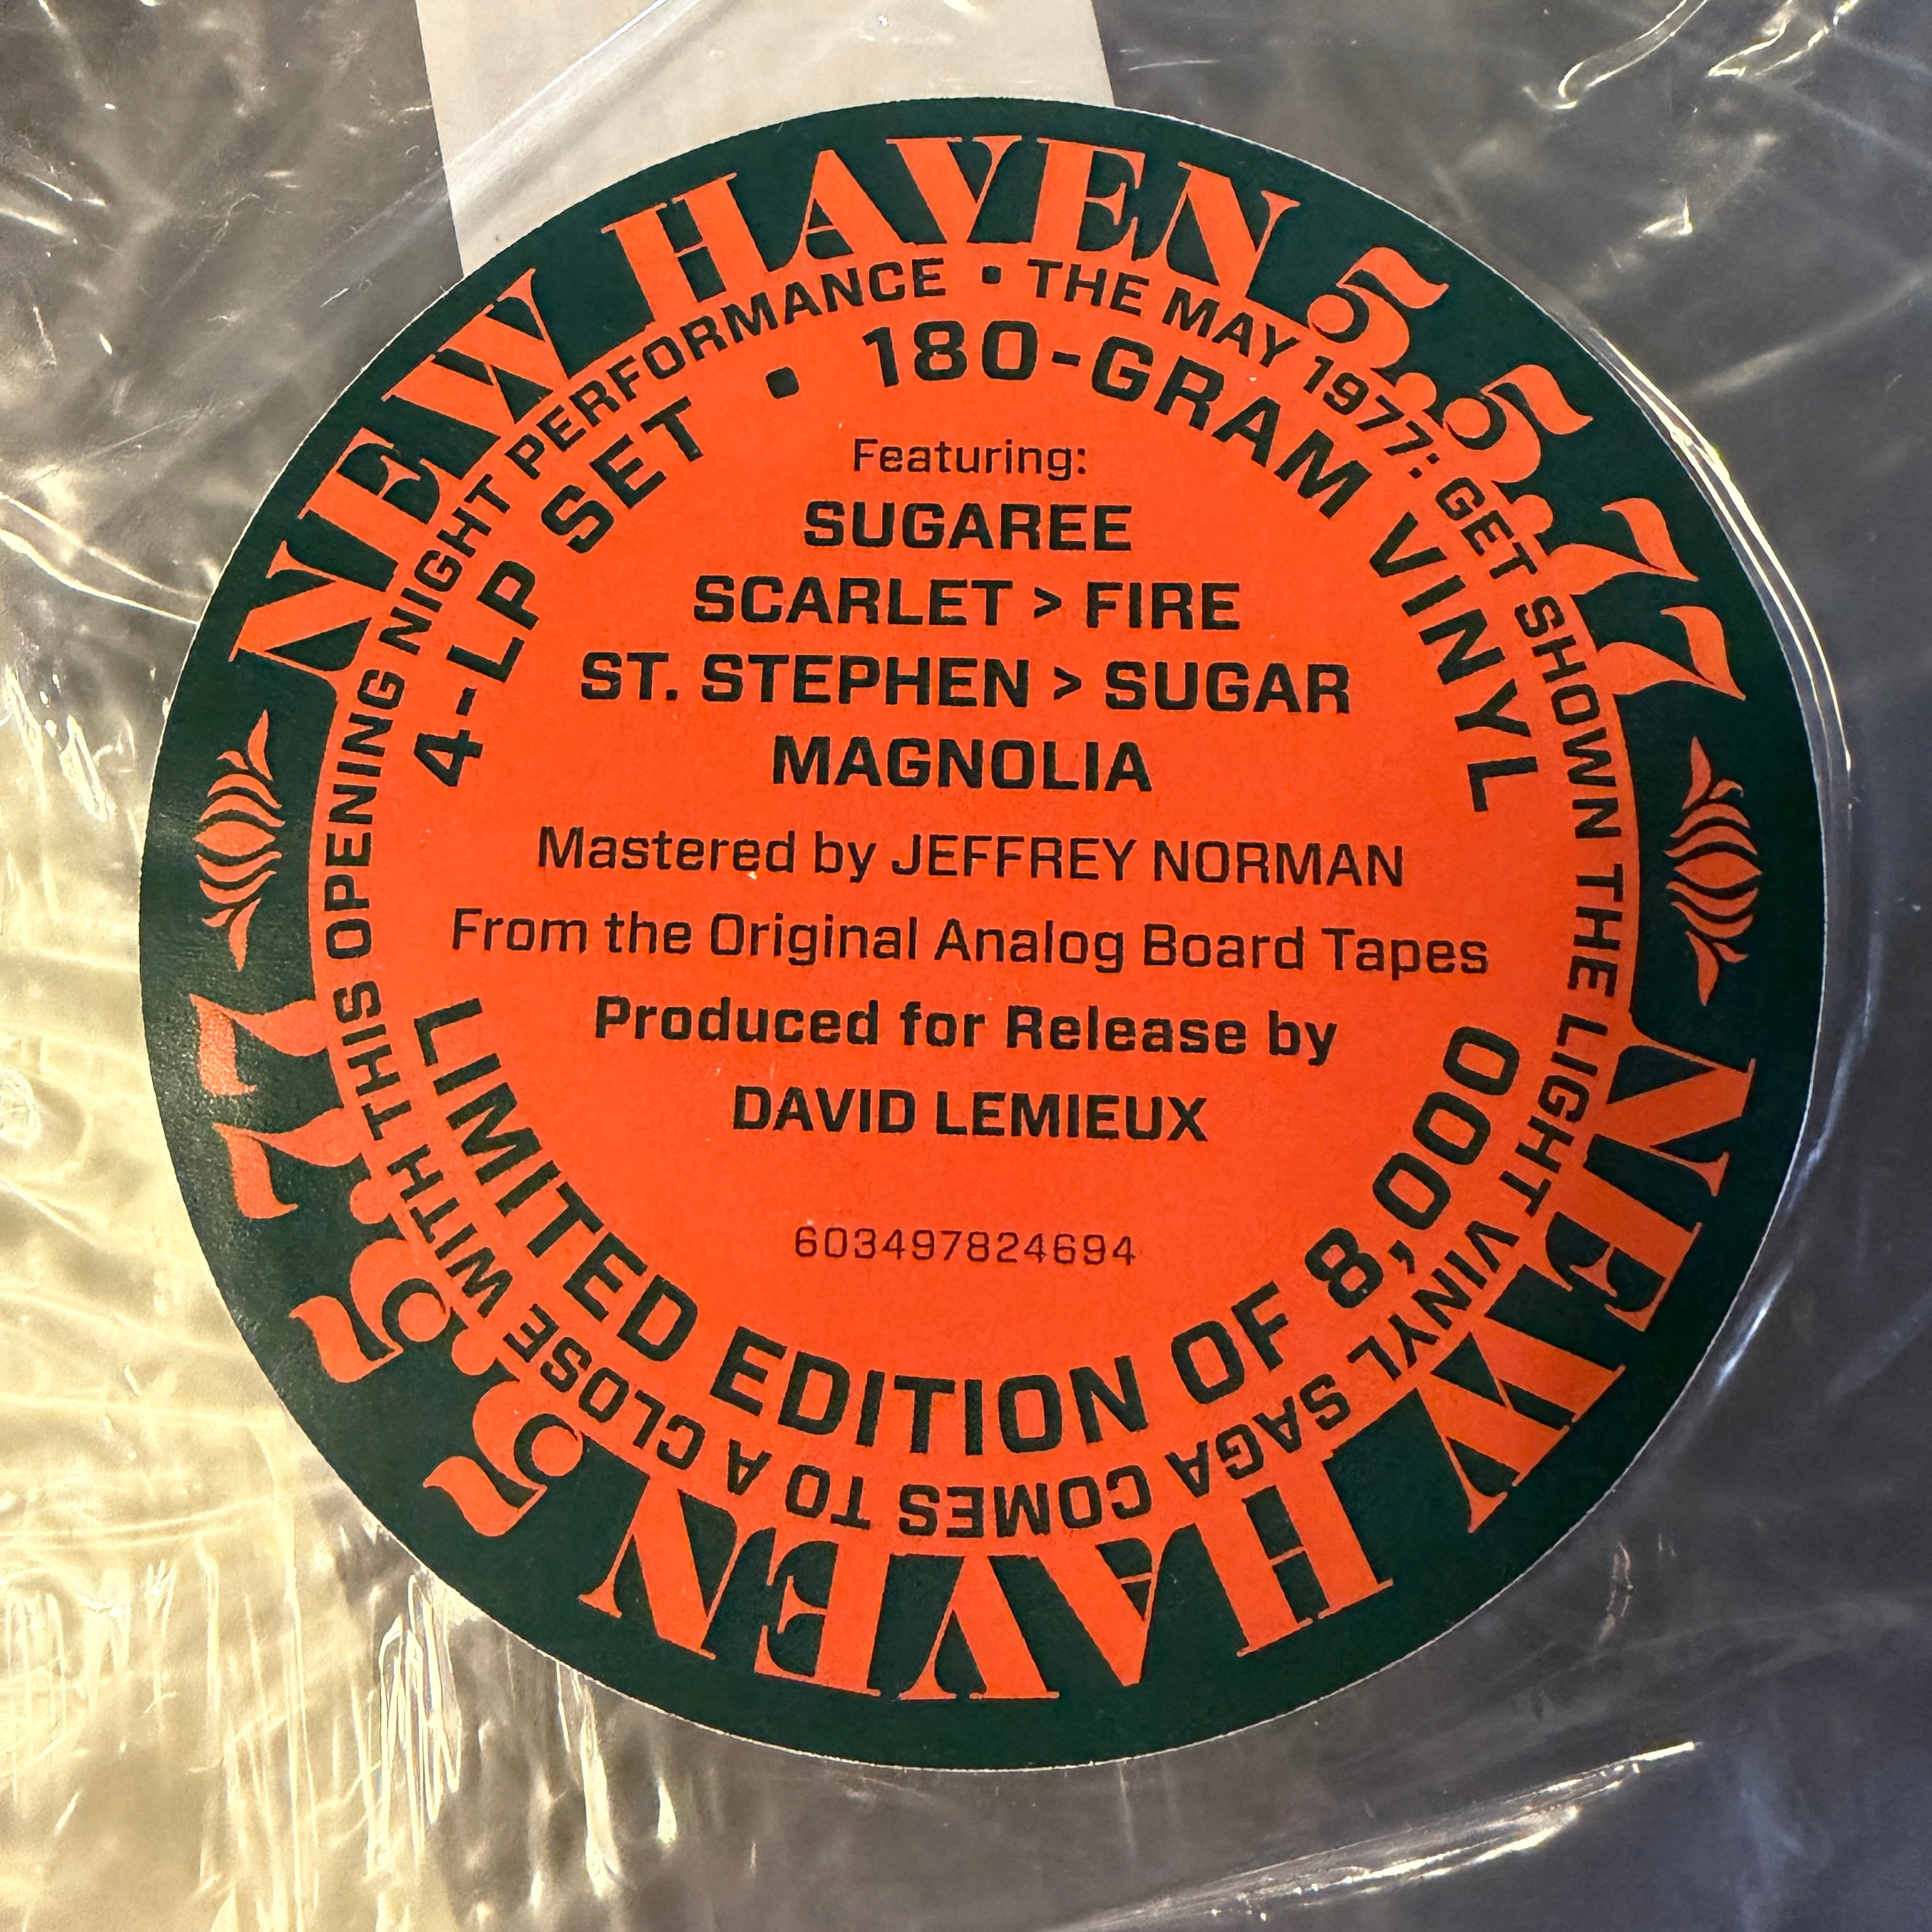 NEW HAVEN 5.5.77
NEW HAVEN 5.5.77
THE MAY 1977: GET SHOWN THE LIGHT VINYL SAGA COMES TO A CLOSE WITH THIS OPENING NIGHT PERFORMANCE •
4-LP SET • 180-GRAM VINYL
Featuring:
SUGAREE
SCARLET > FIRE
ST. STEPHEN > SUGAR
MAGNOLIA
Mastered by JEFFREY NORMAN
From the Original Analog Board Tapes
Produced for Release by
DAVID LEMIEUX
603497824694
LIMITED EDITION OF 8,000